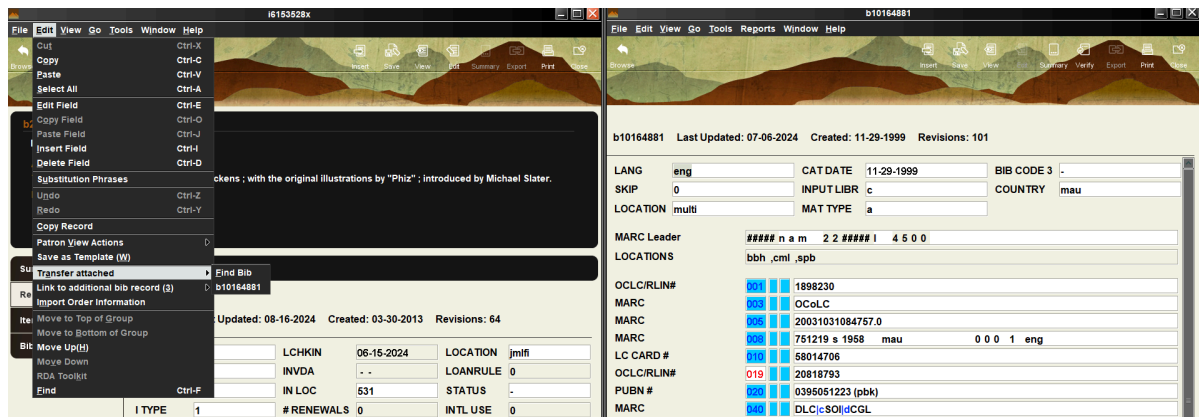 i6153528x
File Edit View Go Tools Window Help
Cut Ctrl-X
Copy Ctrl-C
Paste Ctrl-V
Select All Ctrl-A
Edit Field Ctrl-E
Copy Field Ctrl-O
Paste Field Ctrl-J
Insert Field Ctrl-I
Delete Field Ctrl-D
Substitution Phrases
Undo Ctrl-Z
Redo Ctrl-Y
Copy Record
Patron View Actions
Save as Template (W)
Transfer attached
Link to additional bib record (3)
Import Order Information
Move to Top of Group
Move to Bottom of Group
Move Up(H)
Move Down
RDA Toolkit
Find Ctrl-F
Find Bib
b10164881
Insert Save View Edit Summary Export Print Close
ckens ; with the original illustrations by "Phiz" ; introduced by Michael Slater.
Updated: 08-16-2024 Created: 03-30-2013 Revisions: 64
LCHKIN 06-15-2024 LOCATION jmlfi
INVDA - - LOANRULE 0
IN LOC 531 STATUS -
I TYPE 1 # RENEWALS 0 INTL USE 0
b10164881
File Edit View Go Tools Reports Window Help
Browse Insert Save View Summary Verify Export Print Close
b10164881 Last Updated: 07-06-2024 Created: 11-29-1999 Revisions: 101
LANG eng CAT DATE 11-29-1999 BIB CODE 3 -
SKIP 0 INPUT LIBR c COUNTRY mau
LOCATION multi MAT TYPE a
MARC Leader ##### n a m 2 2 ##### I 4 5 0 0
LOCATIONS bbh ,cml ,spb
OCLC/RLIN# 001 1898230
MARC 003 OCoLC
MARC 005 20031031084757.0
MARC 008 751219 s 1958 mau 0 0 0 1 eng
LC CARD # 010 58014706
OCLC/RLIN# 019 20818793
PUBN # 020 0395051223 (pbk)
MARC 040 DLC|cSOI|dCGL